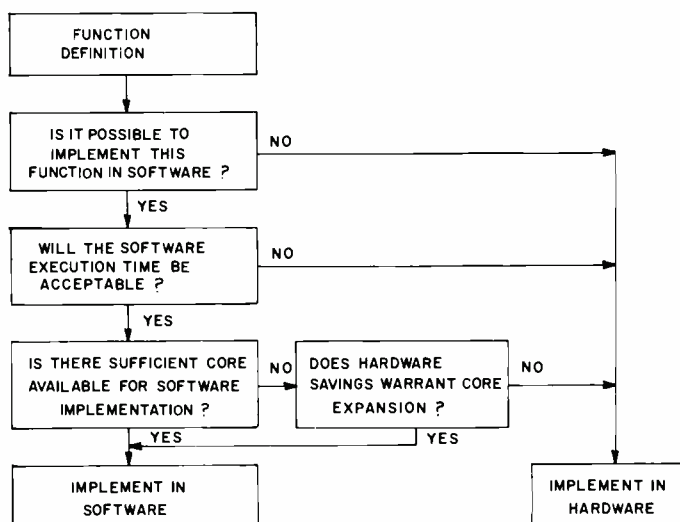 FUNCTION
DEFINITION
IS IT POSSIBLE TO
IMPLEMENT THIS
FUNCTION IN SOFTWARE ?
NO
YES
WILL THE SOFTWARE
EXECUTION TIME BE
ACCEPTABLE ?
NO
YES
IS THERE SUFFICIENT CORE
AVAILABLE FOR SOFTWARE
IMPLEMENTATION ?
NO
DOES HARDWARE
SAVINGS WARRANT CORE
EXPANSION ?
NO
YES
YES
IMPLEMENT IN
SOFTWARE
IMPLEMENT IN
HARDWARE